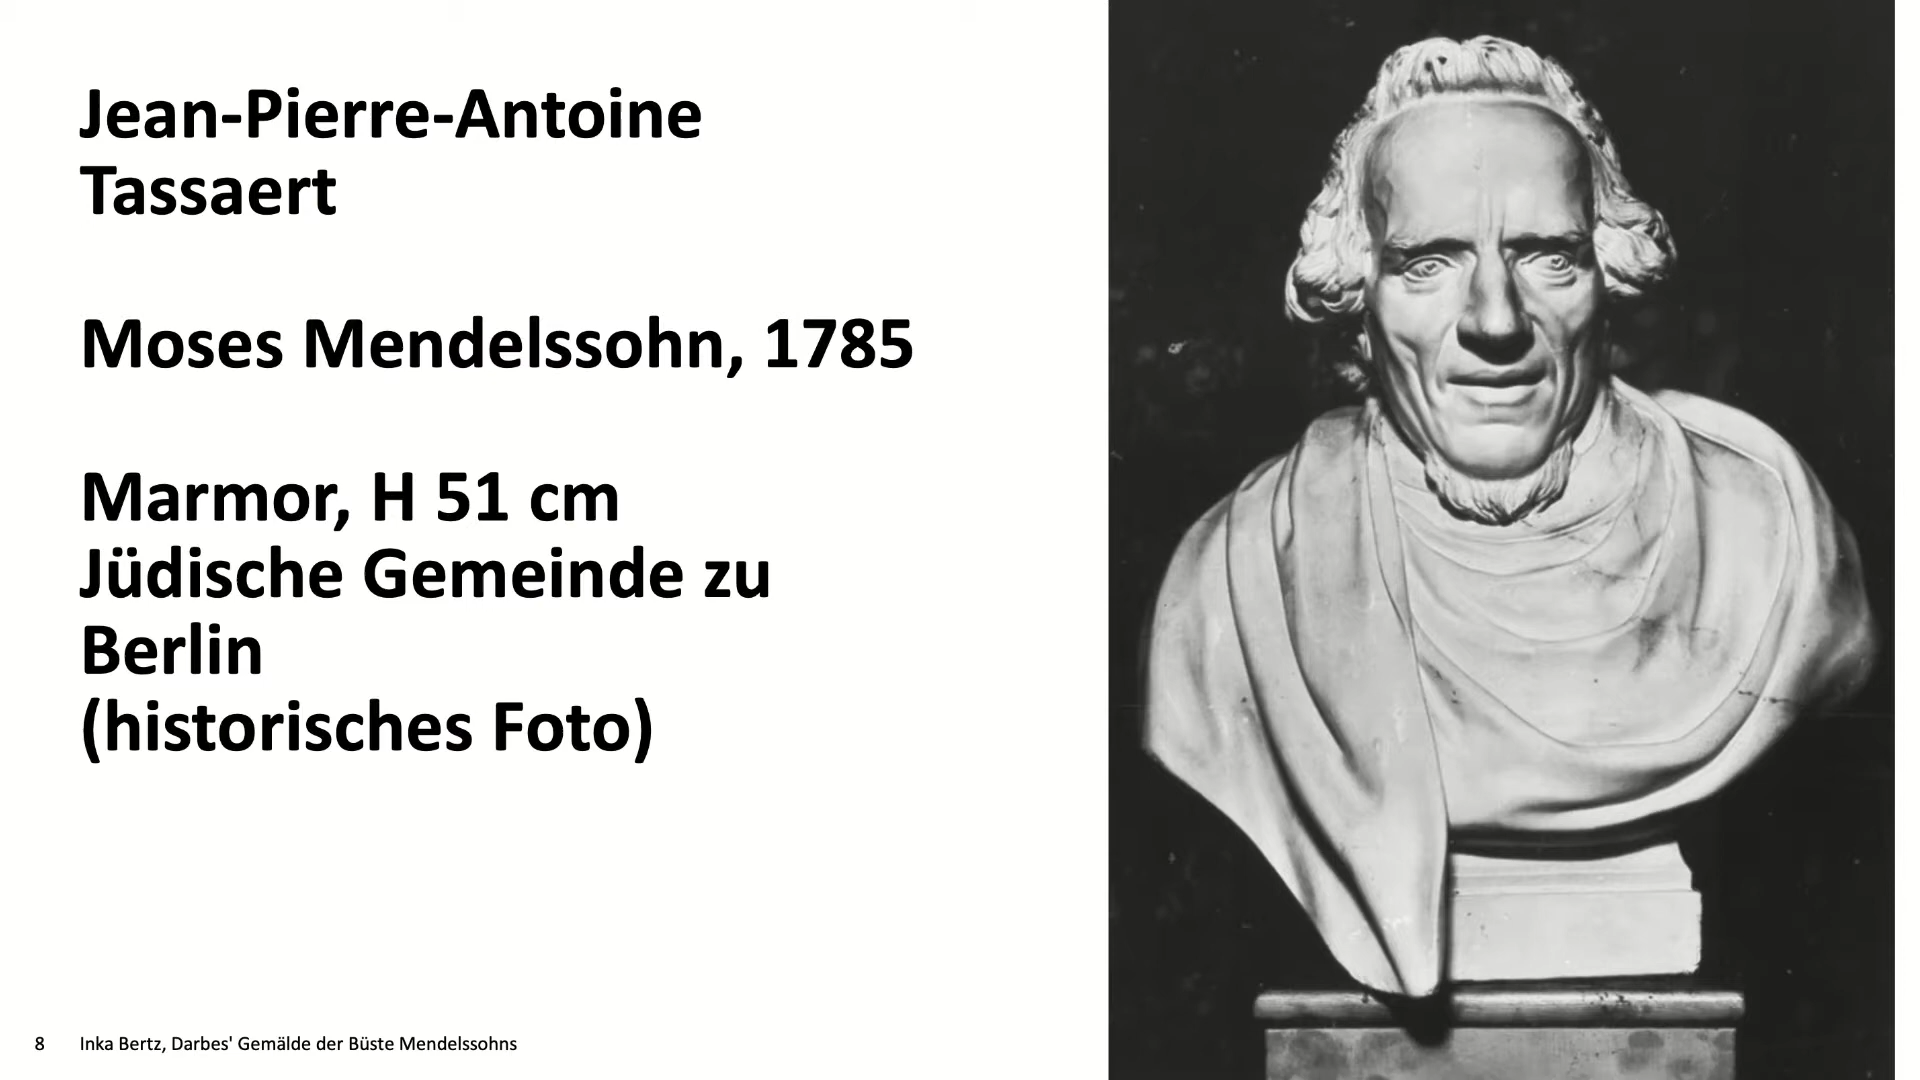 Jean-Pierre-Antoine
Tassaert
Moses Mendelssohn, 1785
Marmor, H 51 cm
Jüdische Gemeinde zu
Berlin
(historisches Foto)
8 Inka Bertz, Darbes' Gemälde der Büste Mendelssohns